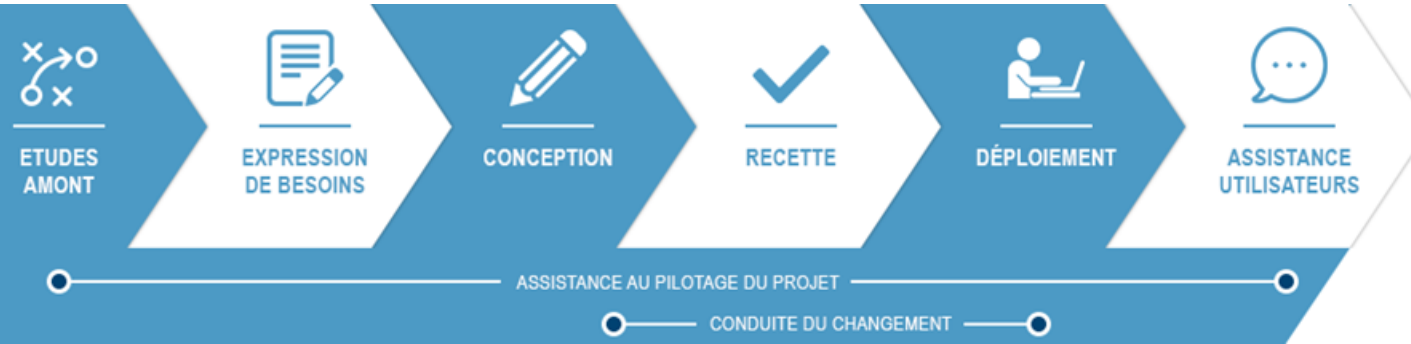 ETUDES
AMONT
EXPRESSION
DE BESOINS
CONCEPTION
RECETTE
DÉPLOIEMENT
ASSISTANCE
UTILISATEURS
ASSISTANCE AU PILOTAGE DU PROJET
CONDUITE DU CHANGEMENT